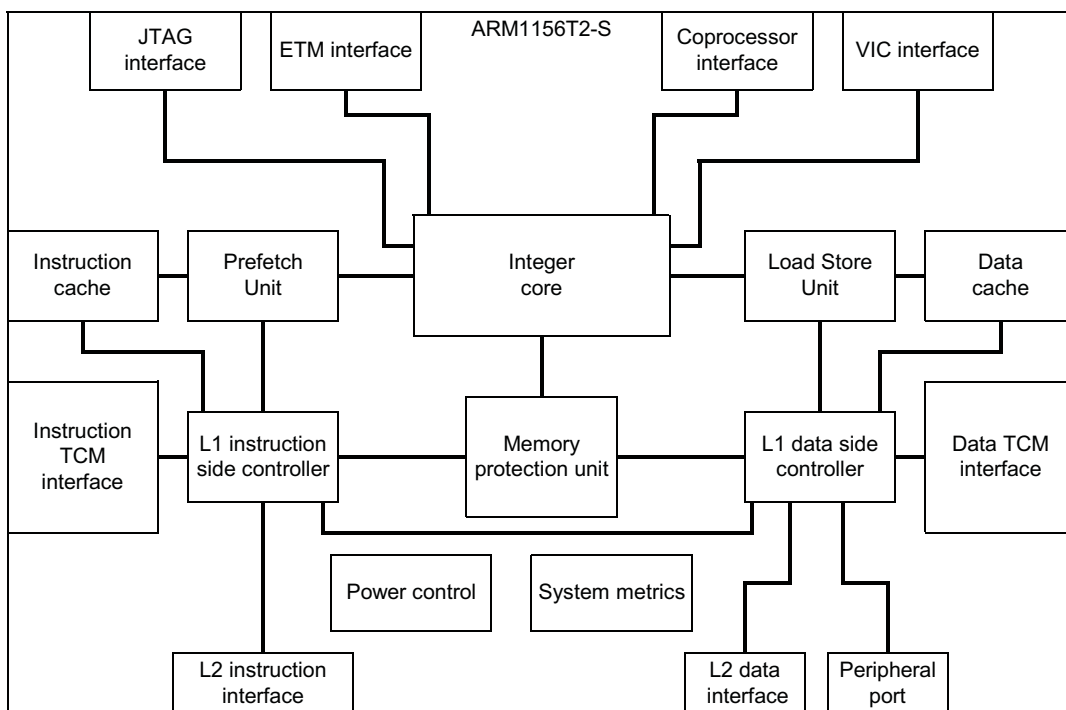 ARM1156T2-S
JTAG
interface
ETM interface
Coprocessor
interface
VIC interface
Instruction
cache
Prefetch
Unit
Integer
core
Load Store
Unit
Data
cache
Instruction
TCM
interface
L1 instruction
side controller
Memory
protection unit
L1 data side
controller
Data TCM
interface
Power control
System metrics
L2 instruction
interface
L2 data
interface
Peripheral
port